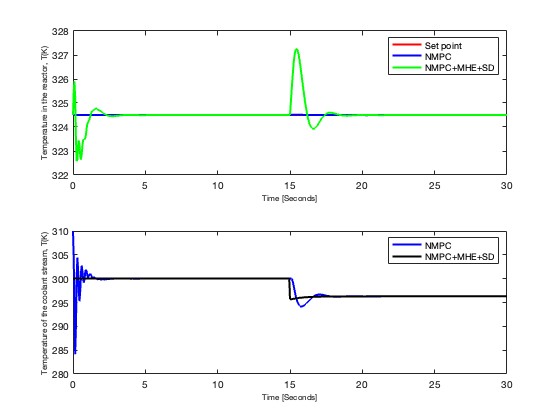 328
327
326
325
324
323
322
Temperature in the reactor, T(K)
Set point
NMPC
NMPC+MHE+SD
0 5 10 15 20 25 30
Time [Seconds]
310
305
300
295
290
285
280
Temperature of the coolant stream, T(K)
NMPC
NMPC+MHE+SD
0 5 10 15 20 25 30
Time [Seconds]